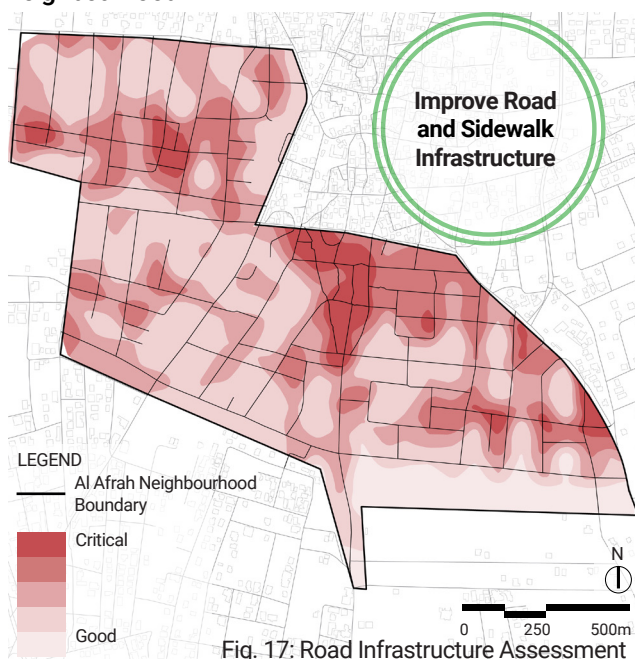 Improve Road
and Sidewalk
Infrastructure
LEGEND
Al Afrah Neighbourhood
Boundary
Critical
Good
N
0 250 500m
Fig. 17: Road Infrastructure Assessment